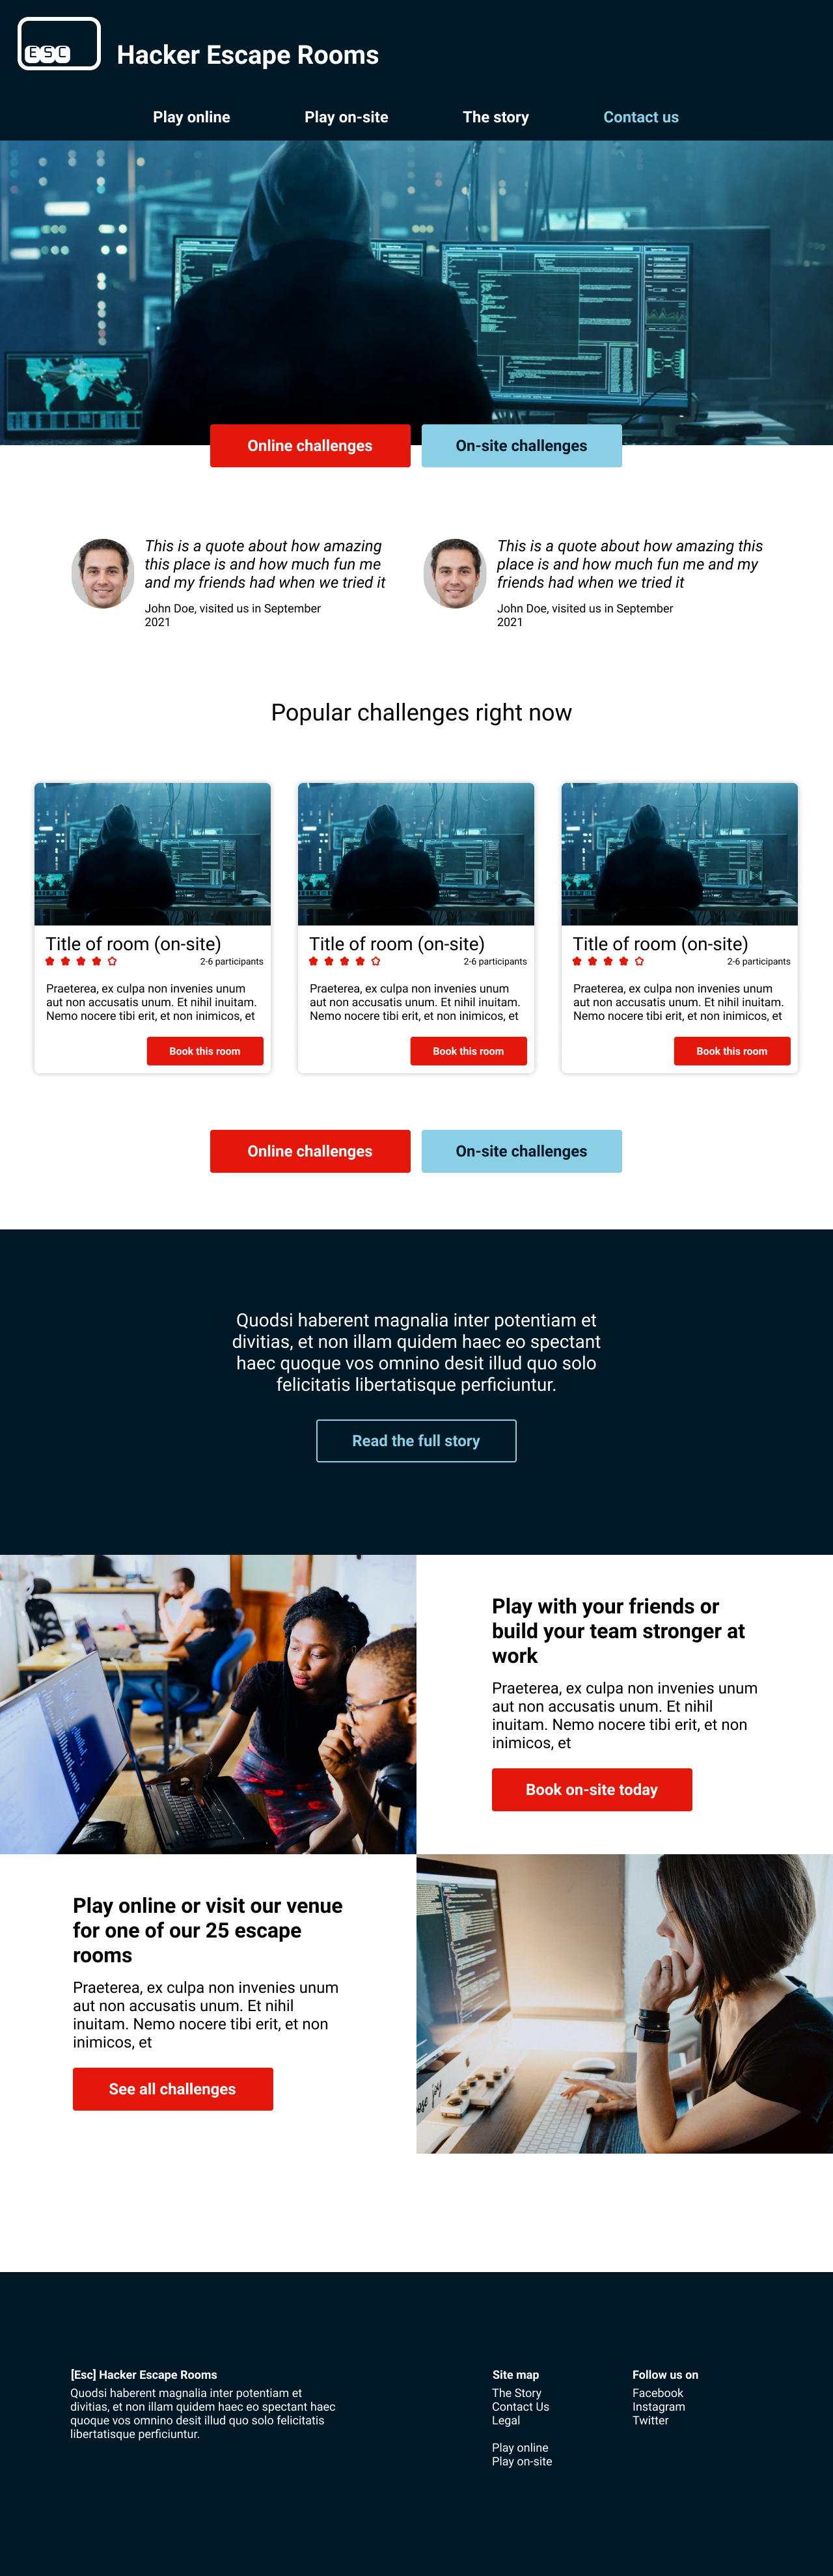 ESC
Hacker Escape Rooms
Play online
Play on-site
The story
Contact us
Online challenges
On-site challenges
This is a quote about how amazing
this place is and how much fun me
and my friends had when we tried it
John Doe, visited us in September
2021
This is a quote about how amazing this
place is and how much fun me and my
friends had when we tried it
John Doe, visited us in September
2021
Popular challenges right now
Title of room (on-site)
2-6 participants
Praeterea, ex culpa non invenies unum
aut non accusatis unum. Et nihil inuitam.
Nemo nocere tibi erit, et non inimicos, et
Book this room
Title of room (on-site)
2-6 participants
Praeterea, ex culpa non invenies unum
aut non accusatis unum. Et nihil inuitam.
Nemo nocere tibi erit, et non inimicos, et
Book this room
Title of room (on-site)
2-6 participants
Praeterea, ex culpa non invenies unum
aut non accusatis unum. Et nihil inuitam.
Nemo nocere tibi erit, et non inimicos, et
Book this room
Online challenges
On-site challenges
Quodsi haberent magnalia inter potentiam et
divitias, et non illam quidem haec eo spectant
haec quoque vos omnino desit illud quo solo
felicitatis libertatisque perficiuntur.
Read the full story
Play with your friends or
build your team stronger at
work
Praeterea, ex culpa non invenies unum
aut non accusatis unum. Et nihil
inuitam. Nemo nocere tibi erit, et non
inimicos, et
Book on-site today
Play online or visit our venue
for one of our 25 escape
rooms
Praeterea, ex culpa non invenies unum
aut non accusatis unum. Et nihil
inuitam. Nemo nocere tibi erit, et non
inimicos, et
See all challenges
[Esc] Hacker Escape Rooms
Quodsi haberent magnalia inter potentiam et
divitias, et non illam quidem haec eo spectant haec
quoque vos omnino desit illud quo solo felicitatis
libertatisque perficiuntur.
Site map
The Story
Contact Us
Legal
Play online
Play on-site
Follow us on
Facebook
Instagram
Twitter